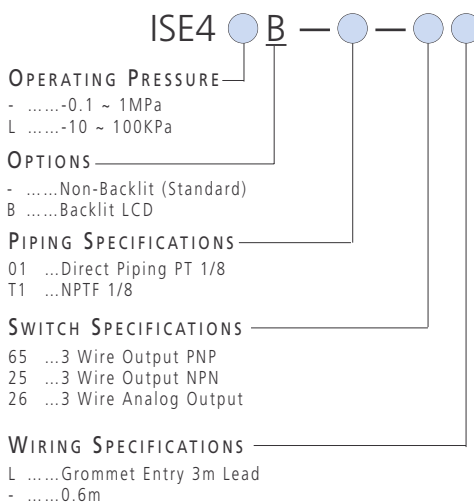 ISE4 B — —
OPERATING PRESSURE
- ......-0.1 ~ 1MPa
L ......-10 ~ 100KPa
OPTIONS
- ......Non-Backlit (Standard)
B ......Backlit LCD
PIPING SPECIFICATIONS
01 ...Direct Piping PT 1/8
T1 ...NPTF 1/8
SWITCH SPECIFICATIONS
65 ...3 Wire Output PNP
25 ...3 Wire Output NPN
26 ...3 Wire Analog Output
WIRING SPECIFICATIONS
L ......Grommet Entry 3m Lead
- ......0.6m